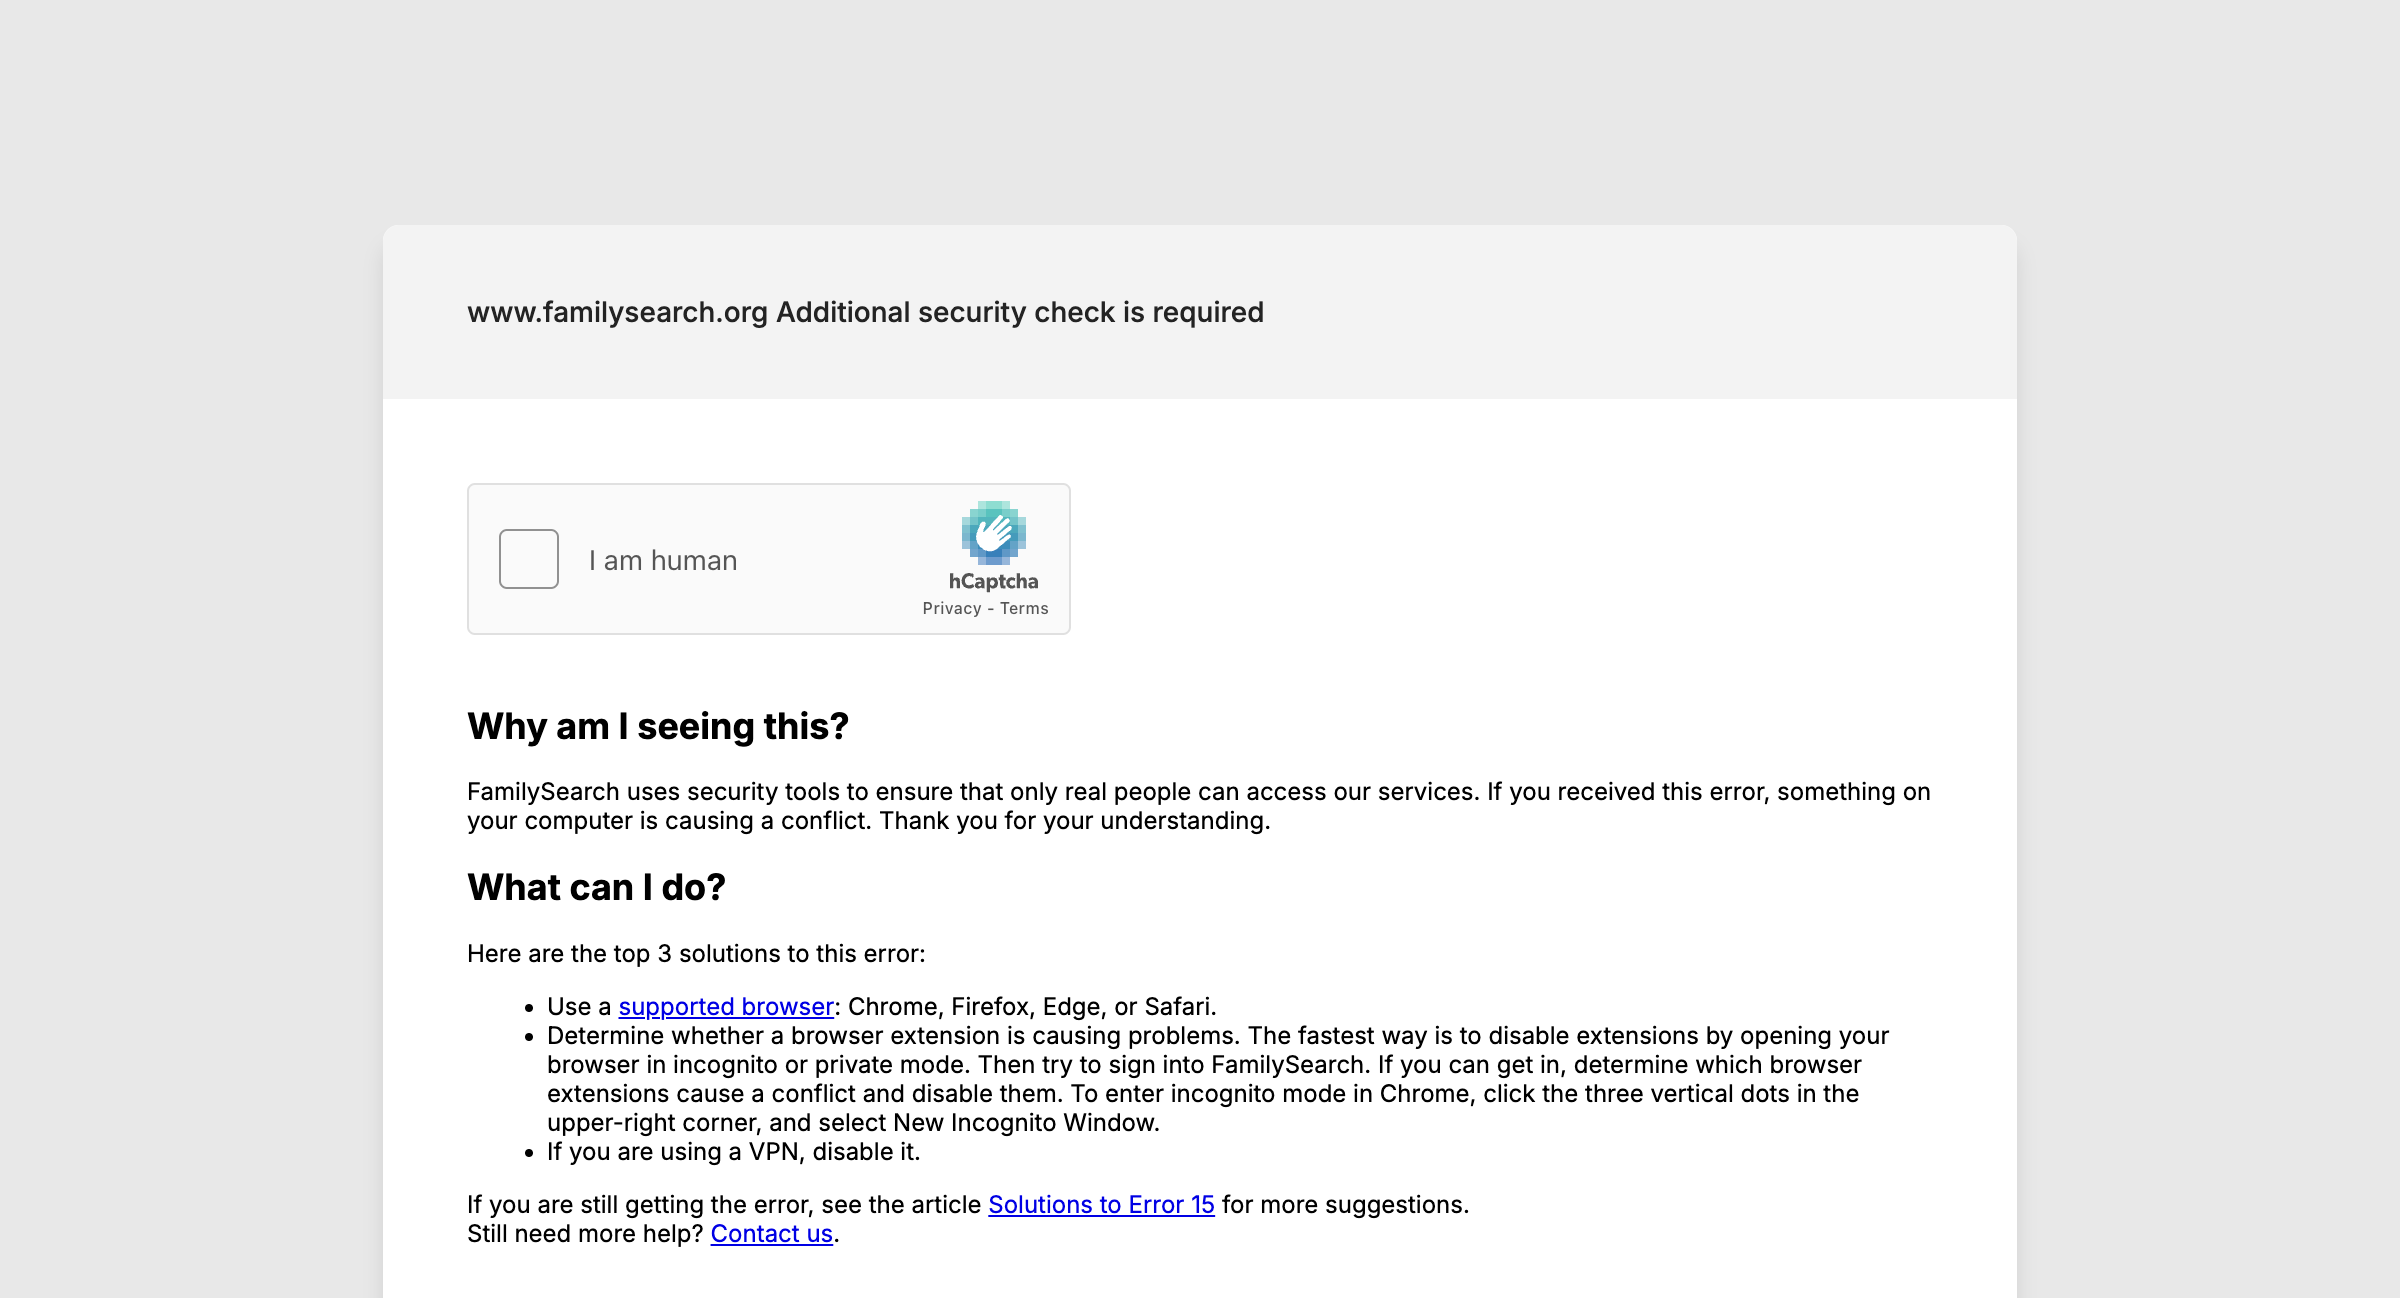 www.familysearch.org Additional security check is required
I am human
hCaptcha
Privacy - Terms
Why am I seeing this?
FamilySearch uses security tools to ensure that only real people can access our services. If you received this error, something on
your computer is causing a conflict. Thank you for your understanding.
What can I do?
Here are the top 3 solutions to this error:
• Use a supported browser: Chrome, Firefox, Edge, or Safari.
• Determine whether a browser extension is causing problems. The fastest way is to disable extensions by opening your
browser in incognito or private mode. Then try to sign into FamilySearch. If you can get in, determine which browser
extensions cause a conflict and disable them. To enter incognito mode in Chrome, click the three vertical dots in the
upper-right corner, and select New Incognito Window.
• If you are using a VPN, disable it.
If you are still getting the error, see the article Solutions to Error 15 for more suggestions.
Still need more help? Contact us.